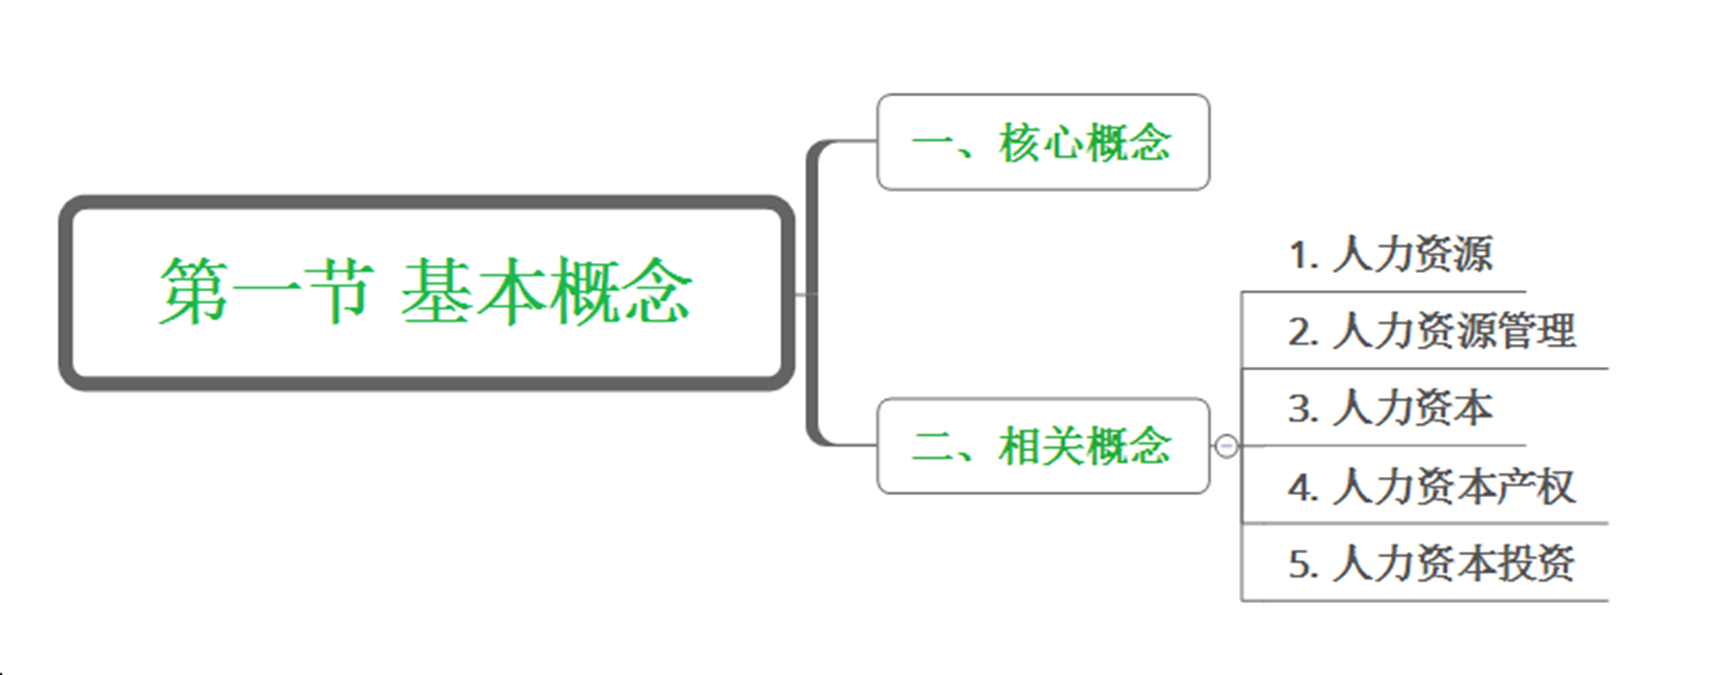 第一节 基本概念
一、核心概念
二、相关概念
1. 人力资源
2. 人力资源管理
3. 人力资本
4. 人力资本产权
5. 人力资本投资